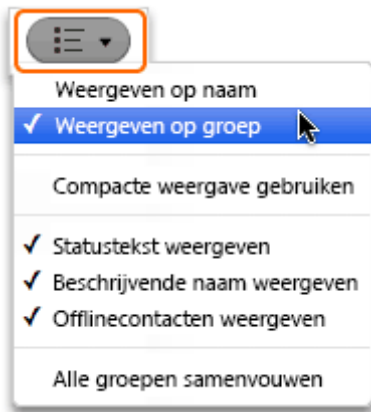 Weergeven op naam
✓ Weergeven op groep
Compacte weergave gebruiken
✓ Statustekst weergeven
✓ Beschrijvende naam weergeven
✓ Offlinecontacten weergeven
Alle groepen samenvouwen